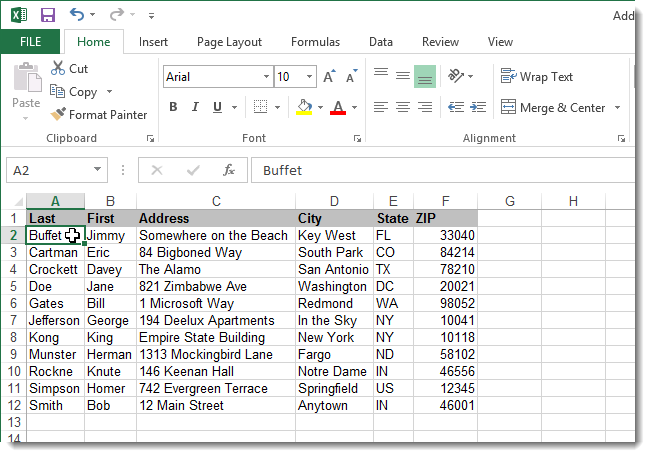 Add
FILE Home Insert Page Layout Formulas Data Review View
Paste
Cut
Copy
Format Painter
Clipboard
Arial 10 A A
B I U A
Font
Wrap Text
Merge & Center
Alignment
A2 fx Buffet
A B C D E F G H
1 Last First Address City State ZIP
2 Buffet Jimmy Somewhere on the Beach Key West FL 33040
3 Cartman Eric 84 Bigboned Way South Park CO 84214
4 Crockett Davey The Alamo San Antonio TX 78210
5 Doe Jane 821 Zimbabwe Ave Washington DC 20021
6 Gates Bill 1 Microsoft Way Redmond WA 98052
7 Jefferson George 194 Deelux Apartments In the Sky NY 10041
8 Kong King Empire State Building New York NY 10118
9 Munster Herman 1313 Mockingbird Lane Fargo ND 58102
10 Rockne Knute 146 Keenan Hall Notre Dame IN 46556
11 Simpson Homer 742 Evergreen Terrace Springfield US 12345
12 Smith Bob 12 Main Street Anytown IN 46001
13
14